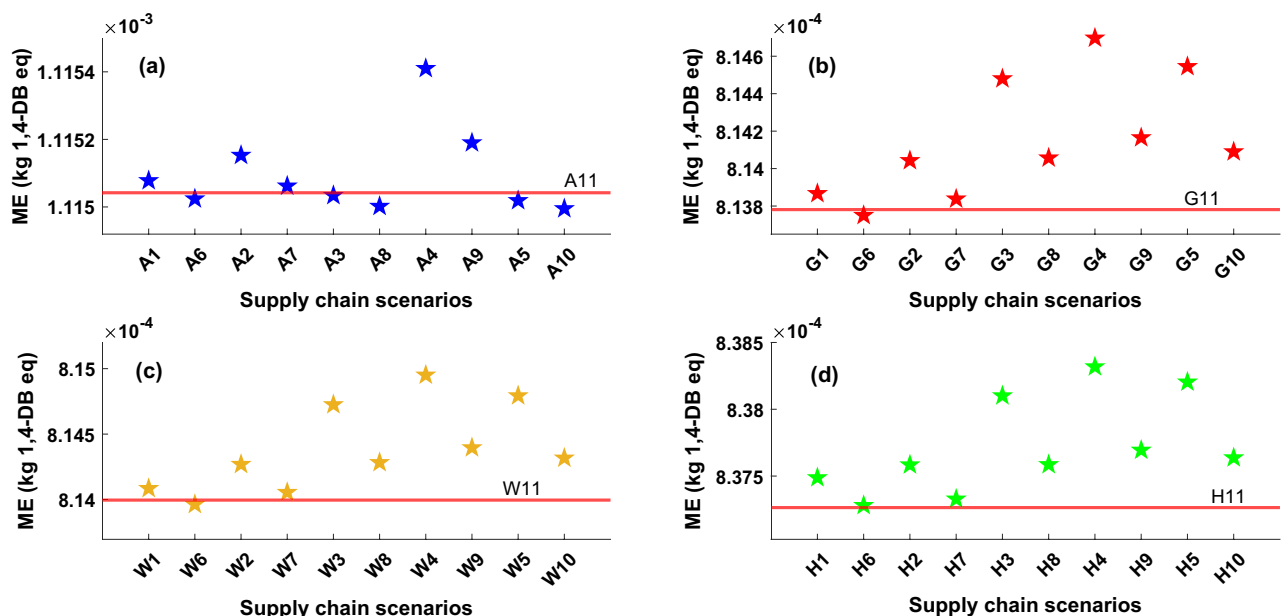 ×10-3
(a)
ME (kg 1,4-DB eq)
1.1154
1.1152
1.115
A11
A1 A6 A2 A7 A3 A8 A4 A9 A5 A10
Supply chain scenarios
×10-4
(b)
ME (kg 1,4-DB eq)
8.146
8.144
8.142
8.14
8.138
G11
G1 G6 G2 G7 G3 G8 G4 G9 G5 G10
Supply chain scenarios
×10-4
(c)
ME (kg 1,4-DB eq)
8.15
8.145
8.14
W11
W1 W6 W2 W7 W3 W8 W4 W9 W5 W10
Supply chain scenarios
×10-4
(d)
ME (kg 1,4-DB eq)
8.385
8.38
8.375
H11
H1 H6 H2 H7 H3 H8 H4 H9 H5 H10
Supply chain scenarios